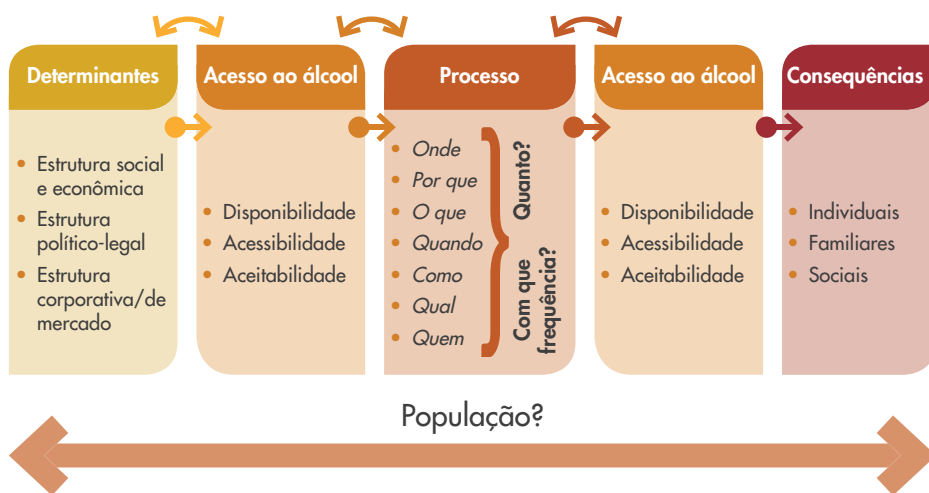 Determinantes
Estrutura social
e econômica
Estrutura
político-legal
Estrutura
corporativa/de
mercado
Acesso ao álcool
Disponibilidade
Acessibilidade
Aceitabilidade
Processo
Onde
Por que
O que
Quando
Como
Qual
Quem
Quanto?
Com que
frequência?
Acesso ao álcool
Disponibilidade
Acessibilidade
Aceitabilidade
Consequências
Individuais
Familiares
Sociais
População?